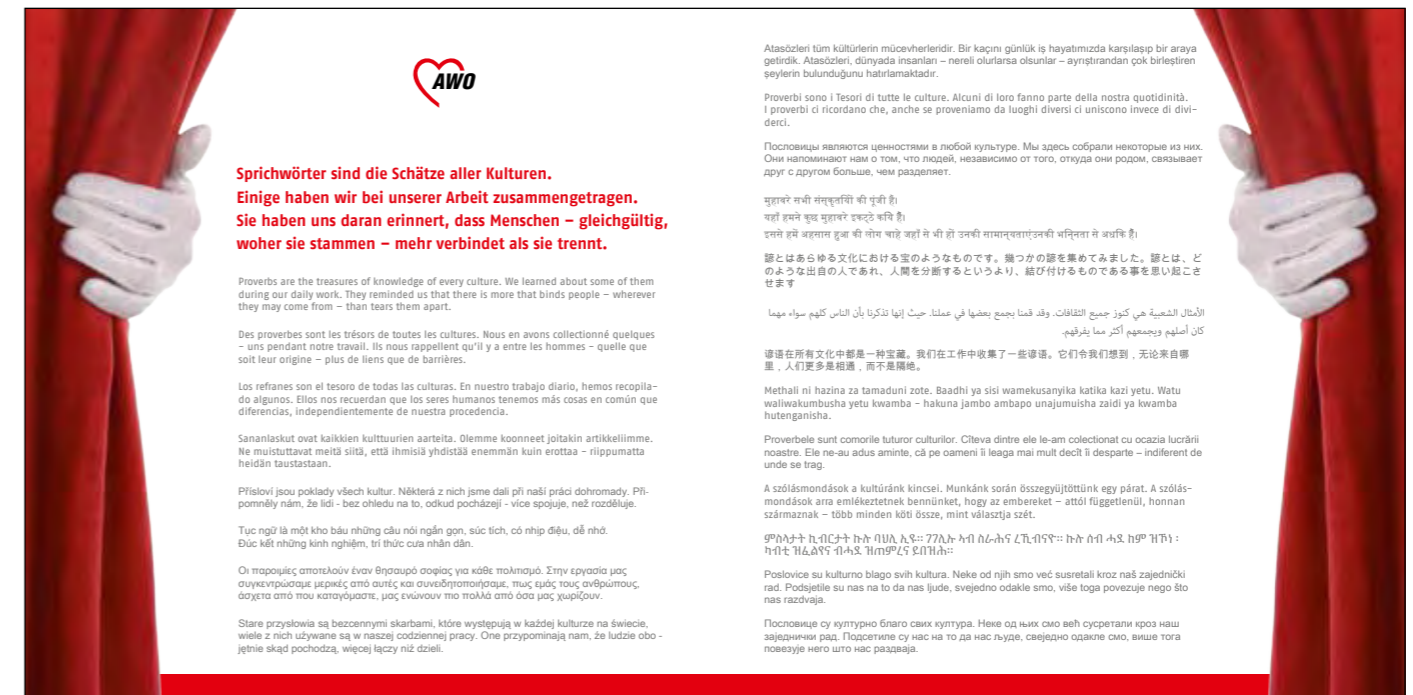 AWO
Sprichwörter sind die Schätze aller Kulturen.
Einige haben wir bei unserer Arbeit zusammengetragen.
Sie haben uns daran erinnert, dass Menschen – gleichgültig,
woher sie stammen – mehr verbindet als sie trennt.
Proverbs are the treasures of knowledge of every culture. We learned about some of them
during our daily work. They reminded us that there is more that binds people – wherever
they may come from – than tears them apart.
Des proverbes sont les trésors de toutes les cultures. Nous en avons collectionné quelques
- uns pendant notre travail. Ils nous rappellent qu'il y a entre les hommes - quelle que
soit leur origine – plus de liens que de barrières.
Los refranes son el tesoro de todas las culturas. En nuestro trabajo diario, hemos recopila-
do algunos. Ellos nos recuerdan que los seres humanos tenemos más cosas en común que
diferencias, independientemente de nuestra procedencia.
Sananlaskut ovat kaikkien kulttuurien aarteita. Olemme koonneet joitakin artikkeliimme.
Ne muistuttavat meitä siitä, että ihmisiä yhdistää enemmän kuin erottaa - riippumatta
heidän taustastaan.
Přísloví jsou poklady všech kultur. Některá z nich jsme dali při naší práci dohromady. Při-
pomněly nám, že lidi - bez ohledu na to, odkud pocházejí - více spojuje, než rozděluje.
Tục ngữ là một kho báu những câu nói ngắn gọn, súc tích, có nhịp điệu, dễ nhớ.
Đúc kết những kinh nghiệm, trí thức cưa nhân dân.
Οι παροιμίες αποτελούν έναν θησαυρό σοφίας για κάθε πολιτισμό. Στην εργασία μας
συγκεντρώσαμε μερικές από αυτές και συνειδητοποιήσαμε, πως εμάς τους ανθρώπους,
άσχετα από που καταγόμαστε, μας ενώνουν πιο πολλά από όσα μας χωρίζουν.
Stare przysłowia są bezcennymi skarbami, które występują w każdej kulturze na świecie,
wiele z nich używane są w naszej codziennej pracy. One przypominają nam, że ludzie obo -
jętnie skąd pochodzą, więcej łączy niż dzieli.
Atasözleri tüm kültürlerin mücevherleridir. Bir kaçını günlük iş hayatımızda karşılaşıp bir araya
getirdik. Atasözleri, dünyada insanları – nereli olurlarsa olsunlar – ayrıştırandan çok birleştiren
şeylerin bulunduğunu hatırlamaktadır.
Proverbi sono i Tesori di tutte le culture. Alcuni di loro fanno parte della nostra quotidinità.
I proverbi ci ricordano che, anche se proveniamo da luoghi diversi ci uniscono invece di divi-
derci.
Пословицы являются ценностями в любой культуре. Мы здесь собрали некоторые из них.
Они напоминают нам о том, что людей, независимо от того, откуда они родом, связывает
друг с другом больше, чем разделяет.
मुहावरे सभी संस्कृतियों की पूंजी है।
यहाँ हमने कुछ मुहावरे इकट्ठे किये हैं।
इससे हमें अहसास हुआ की लोग चाहे जहाँ से भी हों उनकी सामान्यताएंउनकी भिन्नता से अधिक हैं।
諺とはあらゆる文化における宝のようなものです。幾つかの諺を集めてみました。諺とは、ど
のような出自の人であれ、人間を分断するというより、結び付けるものである事を思い起こさ
せます
الأمثال الشعبية هي كنوز جميع الثقافات. وقد قمنا بجمع بعضها في عملنا. حيث إنها تذكرنا بأن الناس كلهم سواء مهما
كان أصلهم ويجمعهم أكثر مما يفرقهم.
谚语在所有文化中都是一种宝藏。我们在工作中收集了一些谚语。它们令我们想到，无论来自哪
里，人们更多是相通，而不是隔绝。
Methali ni hazina za tamaduni zote. Baadhi ya sisi wamekusanyika katika kazi yetu. Watu
waliwakumbusha yetu kwamba - hakuna jambo ambapo unajumuisha zaidi ya kwamba
hutenganisha.
Proverbele sunt comorile tuturor culturilor. Cîteva dintre ele le-am colectionat cu ocazia lucrării
noastre. Ele ne-au adus aminte, că pe oameni îi leaga mai mult decît îi desparte – indiferent de
unde se trag.
A szólásmondások a kultúránk kincsei. Munkánk során összegyüjtöttünk egy párat. A szólás-
mondások arra emlékeztetnek bennünket, hogy az embereket – attól függetlenül, honnan
származnak – több minden köti össze, mint választja szét.
Poslovice su kulturno blago svih kultura. Neke od njih smo već susretali kroz naš zajednički
rad. Podsjetile su nas na to da nas ljude, svejedno odakle smo, više toga povezuje nego što
nas razdvaja.
Пословице су културно благо свих култура. Неке од њих смо већ сусретали кроз наш
заједнички рад. Подсетиле су нас на то да нас људе, свеједно одакле смо, више тога
повезује него што нас раздваја.